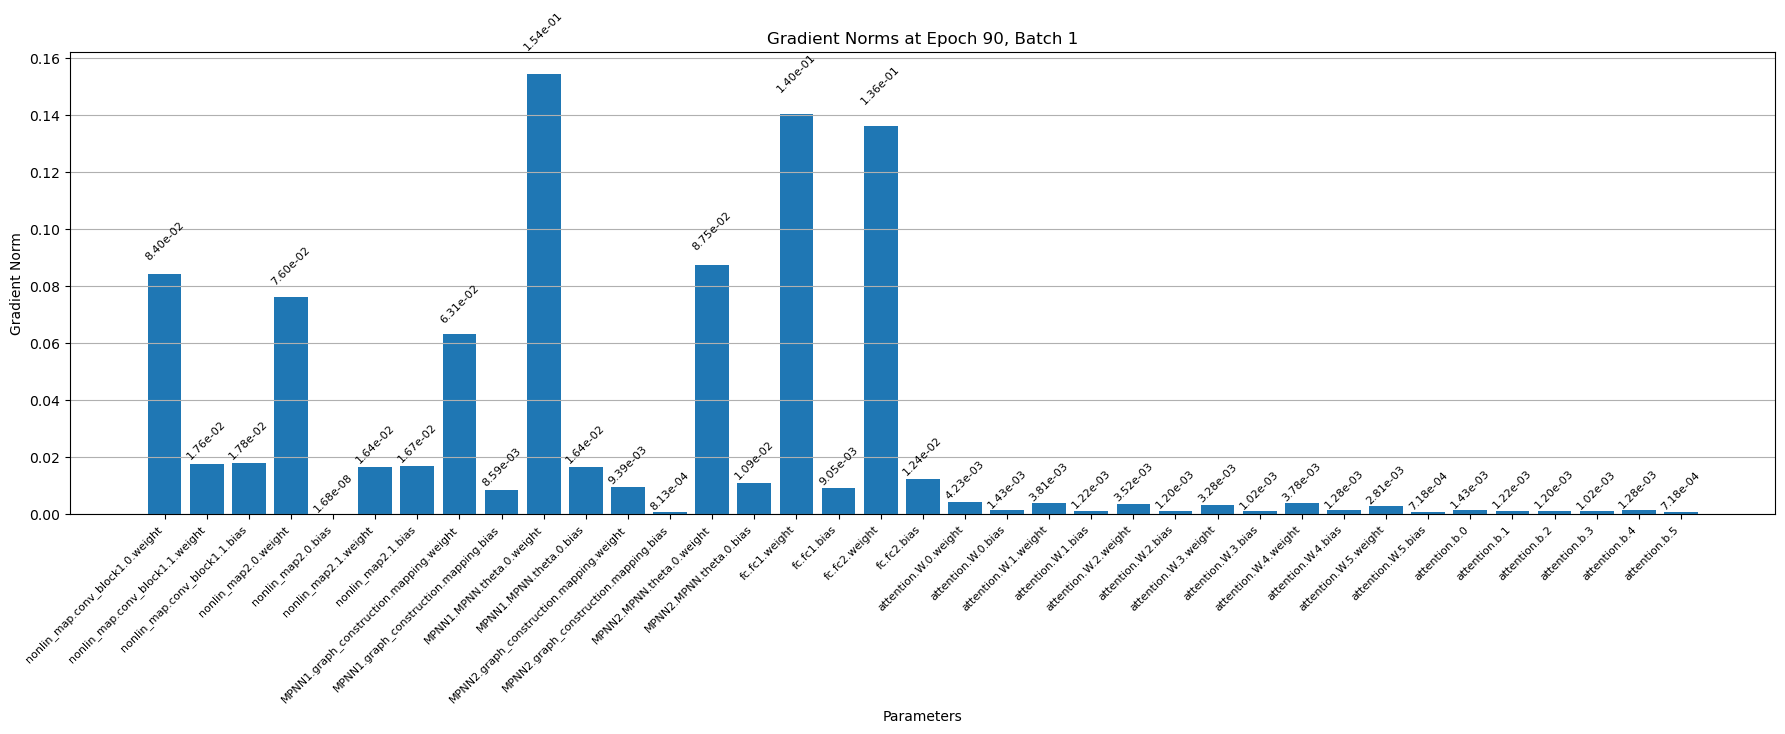 Gradient Norms at Epoch 90, Batch 1
Gradient Norm
0.16
0.14
0.12
0.10
0.08
0.06
0.04
0.02
0.00
8.40e-02
1.76e-02
1.78e-02
7.60e-02
1.68e-08
1.64e-02
1.67e-02
6.31e-02
8.59e-03
1.54e-01
1.64e-02
9.39e-03
8.13e-04
8.75e-02
1.09e-02
1.40e-01
9.05e-03
1.36e-01
1.24e-02
4.23e-03
1.43e-03
3.81e-03
1.22e-03
3.52e-03
1.20e-03
3.28e-03
1.02e-03
3.78e-03
1.28e-03
2.81e-03
7.18e-04
1.43e-03
1.22e-03
1.20e-03
1.02e-03
1.28e-03
7.18e-04
nonlin_map.conv_block1.0.weight
nonlin_map.conv_block1.1.weight
nonlin_map.conv_block1.1.bias
nonlin_map2.0.weight
nonlin_map2.0.bias
nonlin_map2.1.weight
nonlin_map2.1.bias
MPNN1.graph_construction.mapping.weight
MPNN1.graph_construction.mapping.bias
MPNN1.MPNN.theta.0.weight
MPNN1.MPNN.theta.0.bias
MPNN2.graph_construction.mapping.weight
MPNN2.graph_construction.mapping.bias
MPNN2.MPNN.theta.0.weight
MPNN2.MPNN.theta.0.bias
fc.fc1.weight
fc.fc1.bias
fc.fc2.weight
fc.fc2.bias
attention.W.0.weight
attention.W.0.bias
attention.W.1.weight
attention.W.1.bias
attention.W.2.weight
attention.W.2.bias
attention.W.3.weight
attention.W.3.bias
attention.W.4.weight
attention.W.4.bias
attention.W.5.weight
attention.W.5.bias
attention.b.0
attention.b.1
attention.b.2
attention.b.3
attention.b.4
attention.b.5
Parameters